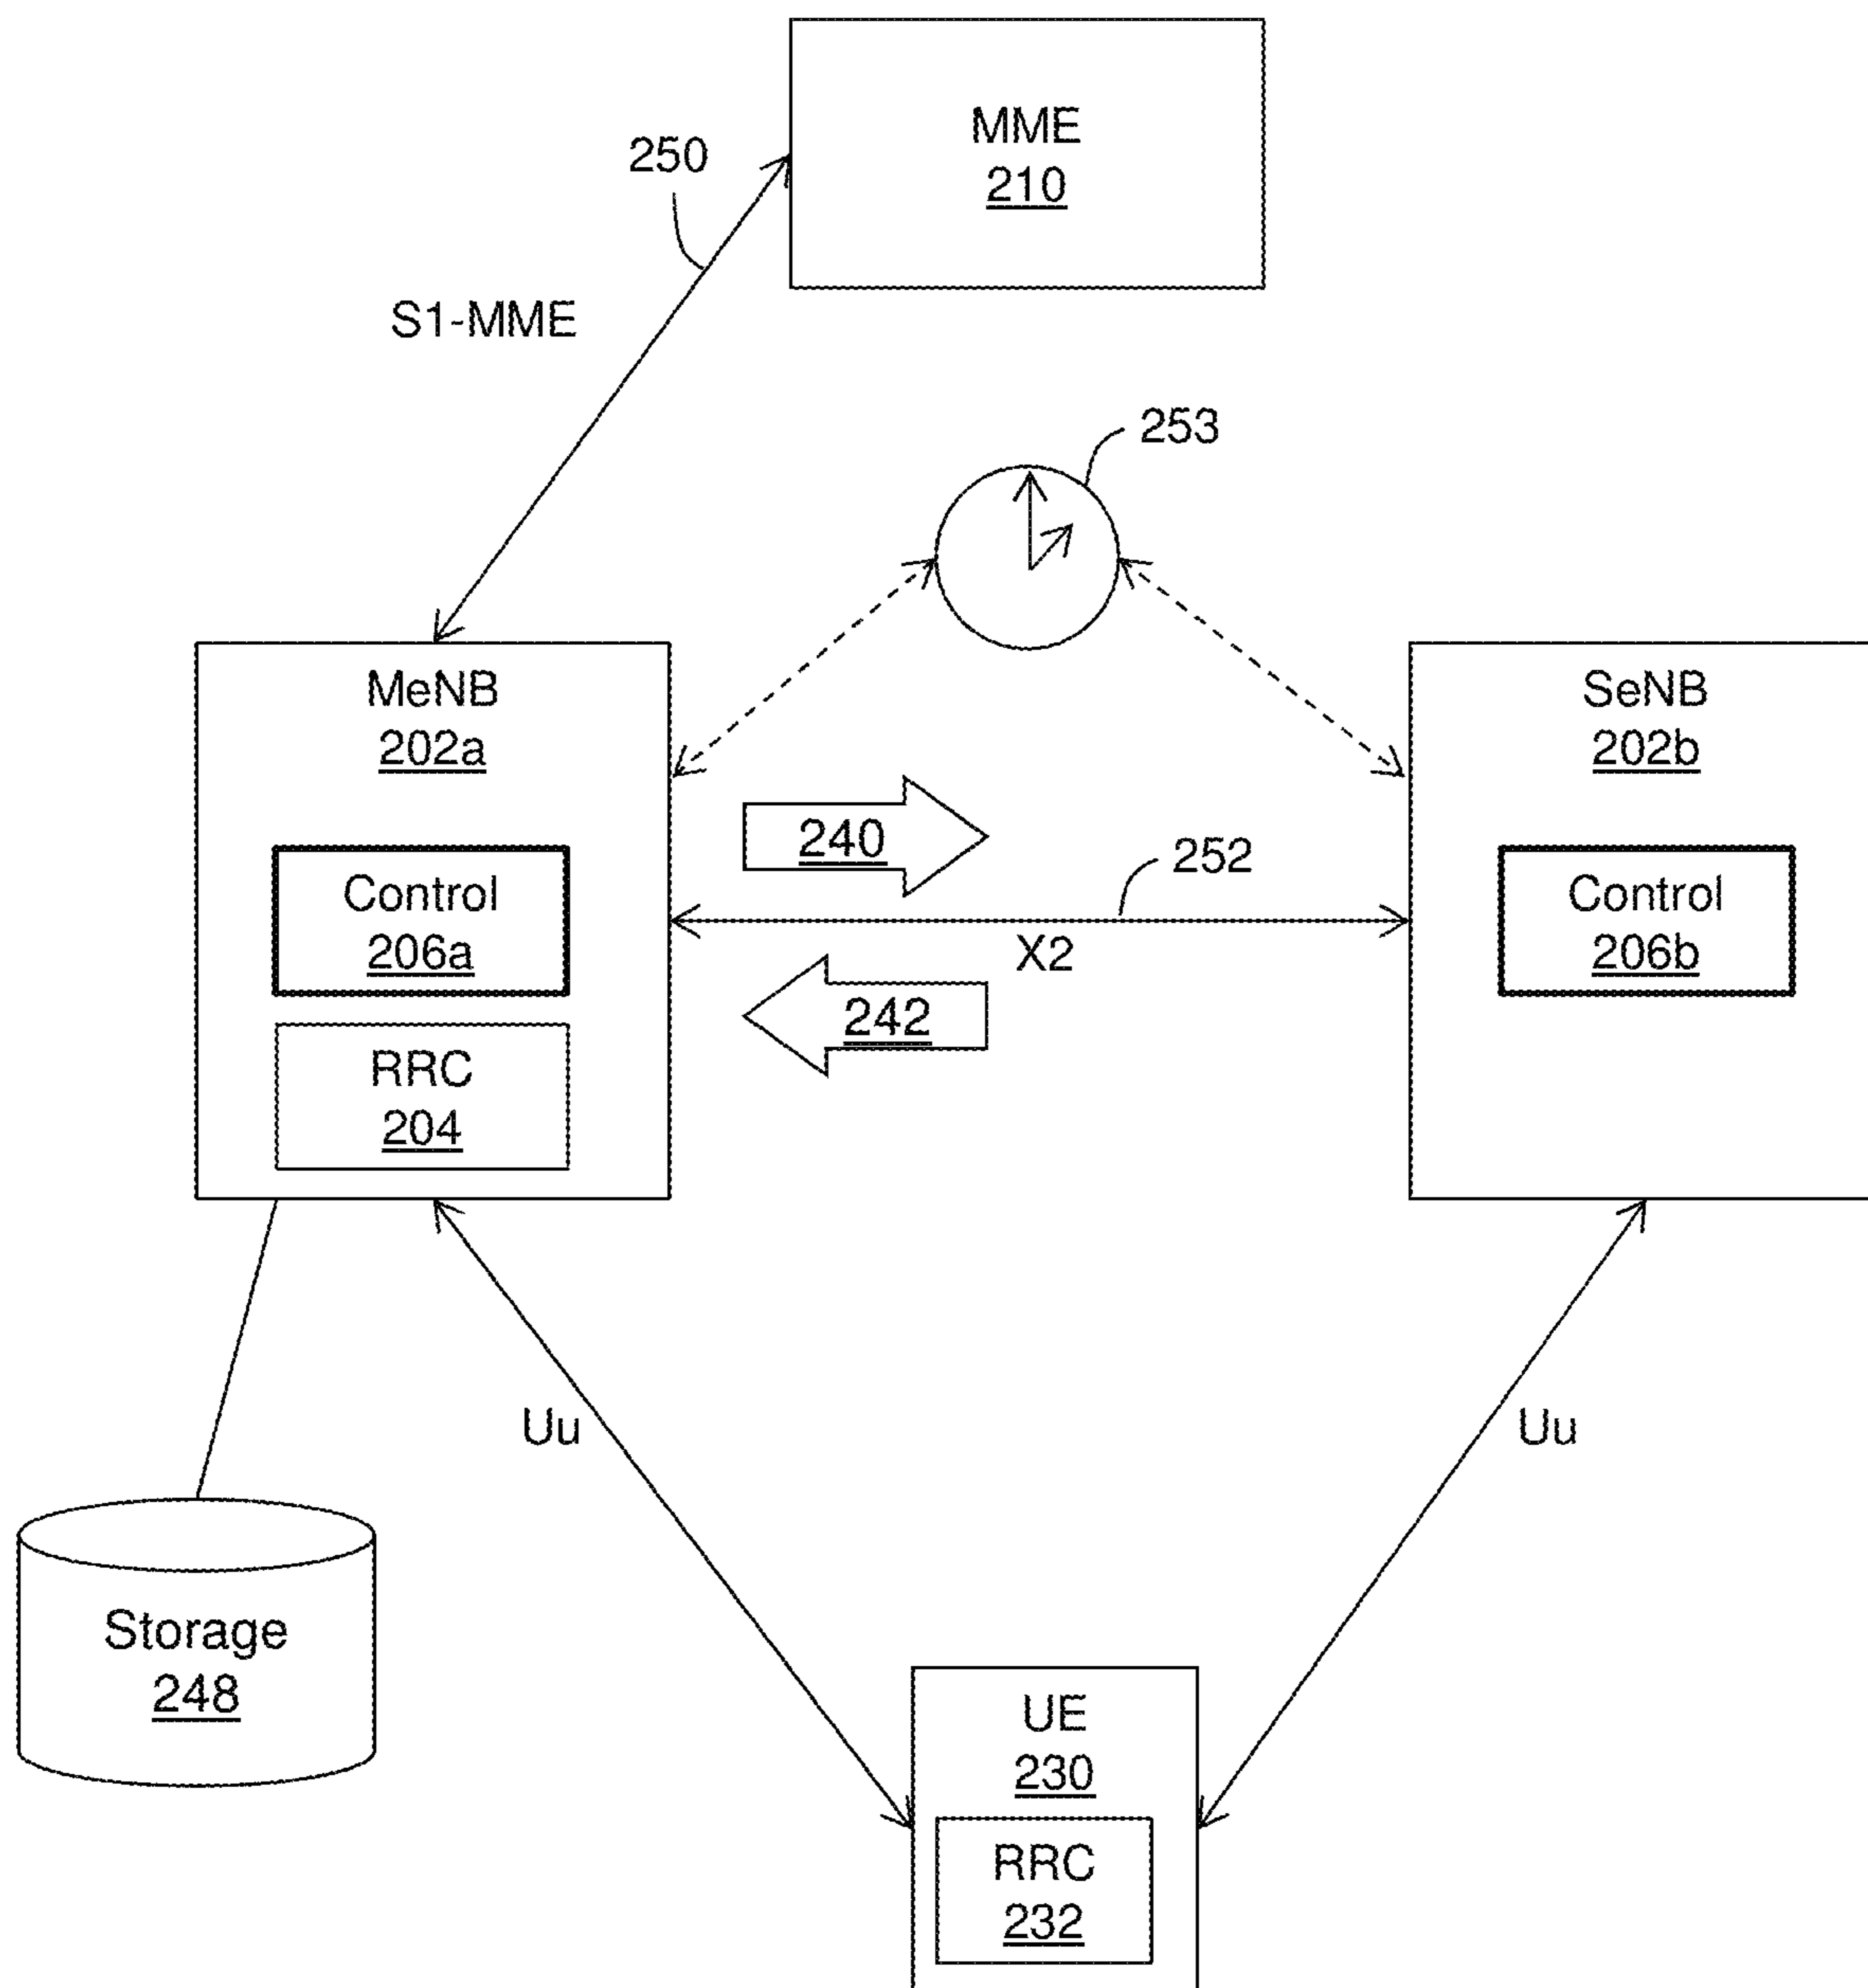 MME
210
250
S1-MME
253
MeNB
202a
SeNB
202b
240
252
Control
206a
Control
206b
X2
242
RRC
204
Uu
Uu
Storage
248
UE
230
RRC
232